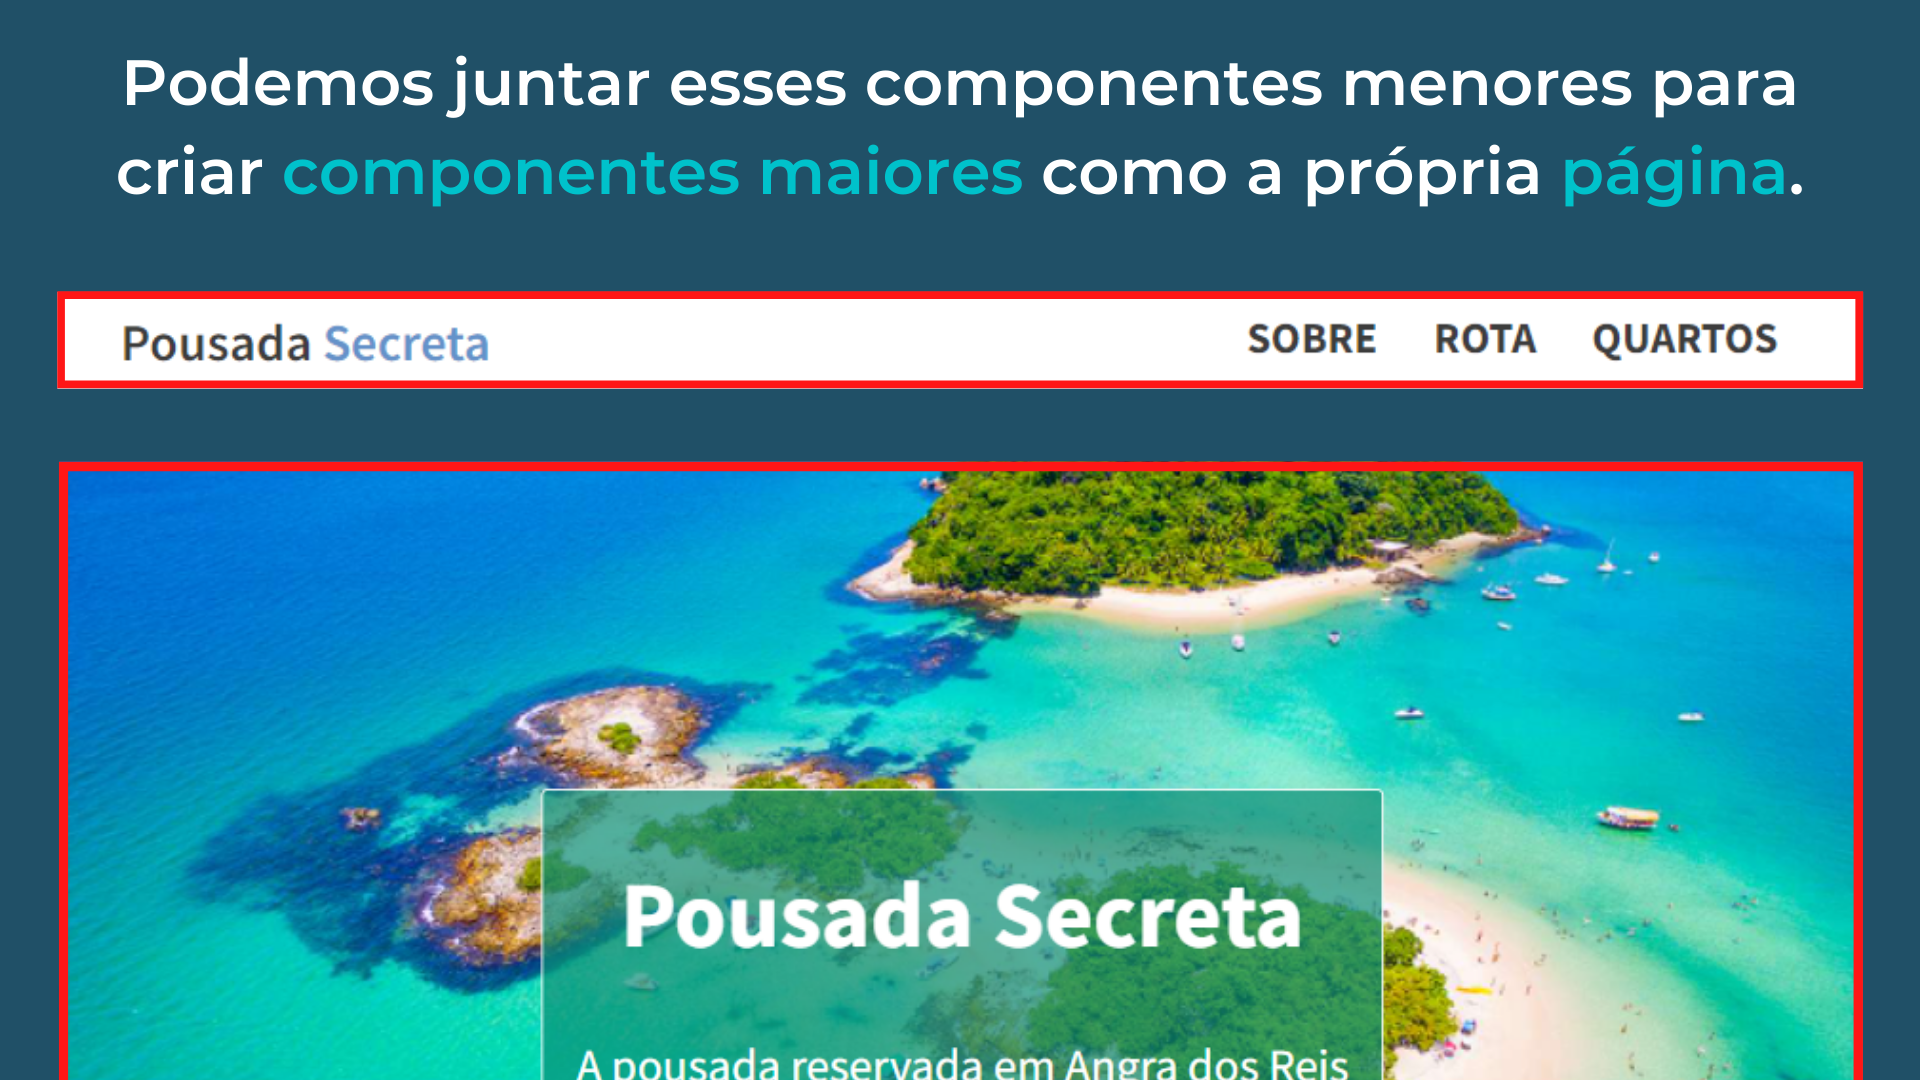 Podemos juntar esses componentes menores para
criar componentes maiores como a própria página.
Pousada Secreta
SOBRE ROTA QUARTOS
Pousada Secreta
A pousada reservada em Angra dos Reis